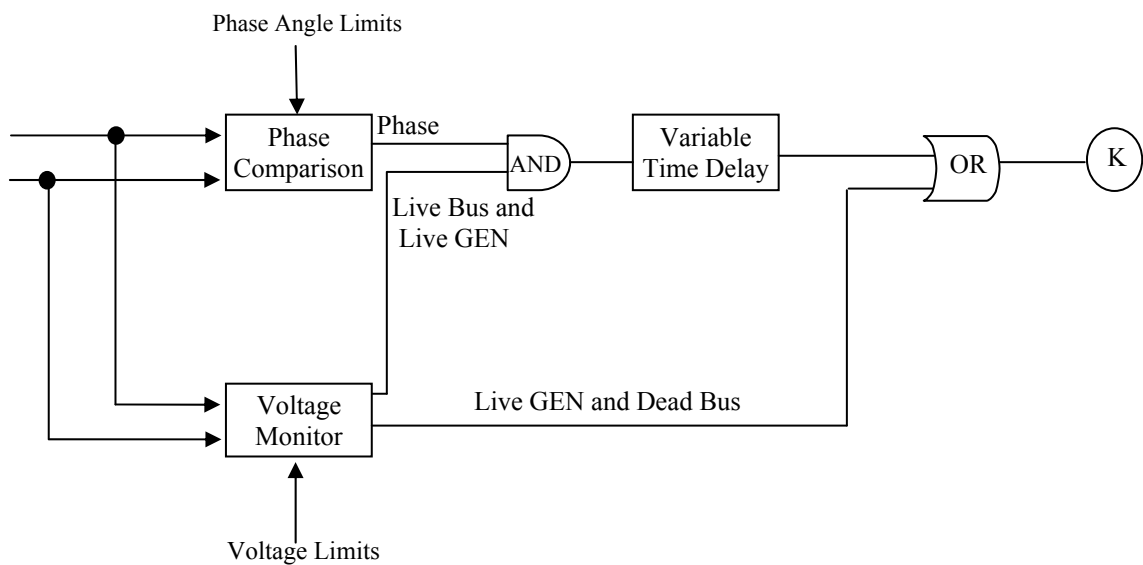 Phase Angle Limits
Phase
Comparison
Phase
AND
Variable
Time Delay
OR
K
Live Bus and
Live GEN
Voltage
Monitor
Live GEN and Dead Bus
Voltage Limits